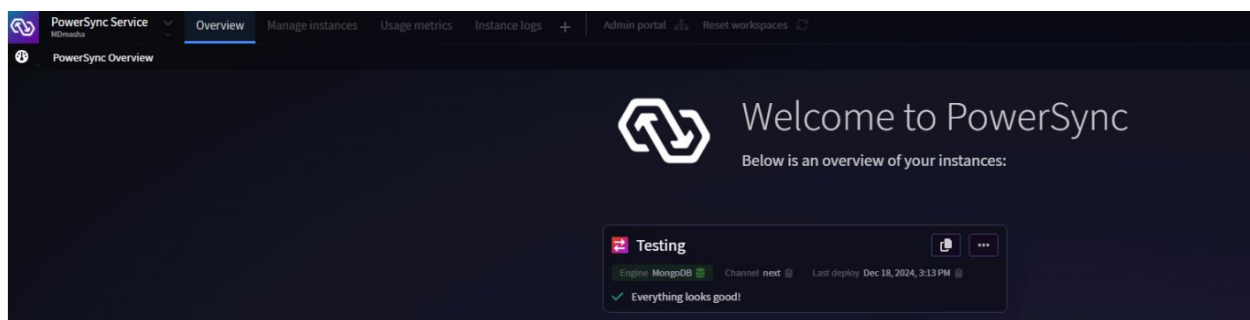 PowerSync Service Overview Manage instances Usage metrics Instance logs + Admin portal Reset workspaces
MDmasha
PowerSync Overview
Welcome to PowerSync
Below is an overview of your instances:
Testing
Engine MongoDB Channel next Last deploy Dec 18, 2024, 3:13 PM
Everything looks good!